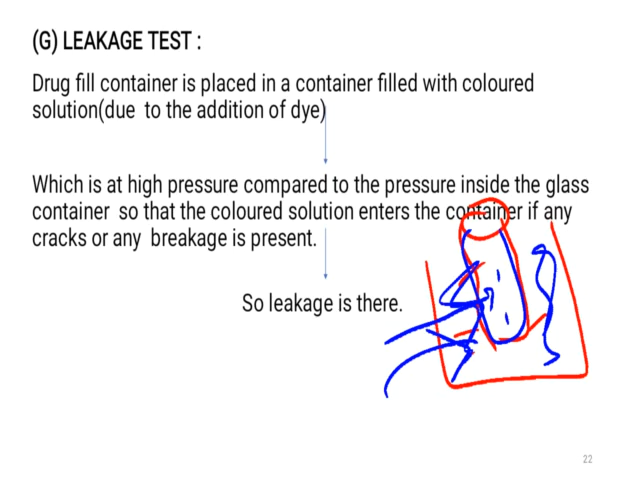 (G) LEAKAGE TEST :
Drug fill container is placed in a container filled with coloured
solution(due to the addition of dye)
Which is at high pressure compared to the pressure inside the glass
container so that the coloured solution enters the container if any
cracks or any breakage is present.
So leakage is there.
22